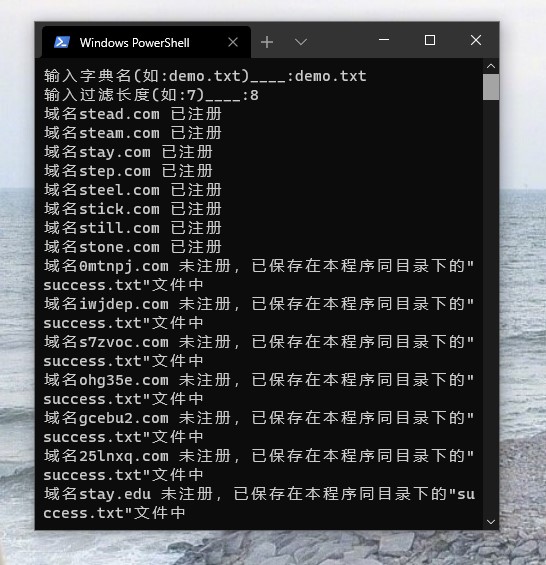 Windows PowerShell
输入字典名(如:demo.txt)____:demo.txt
输入过滤长度(如:7)____:8
域名stead.com 已注册
域名steam.com 已注册
域名stay.com 已注册
域名step.com 已注册
域名steel.com 已注册
域名stick.com 已注册
域名still.com 已注册
域名stone.com 已注册
域名0mtnpj.com 未注册，已保存在本程序同目录下的"
success.txt"文件中
域名iwjdep.com 未注册，已保存在本程序同目录下的"
success.txt"文件中
域名s7zvoc.com 未注册，已保存在本程序同目录下的"
success.txt"文件中
域名ohg35e.com 未注册，已保存在本程序同目录下的"
success.txt"文件中
域名gcebu2.com 未注册，已保存在本程序同目录下的"
success.txt"文件中
域名25lnxq.com 未注册，已保存在本程序同目录下的"
success.txt"文件中
域名stay.edu 未注册，已保存在本程序同目录下的"su
ccess.txt"文件中